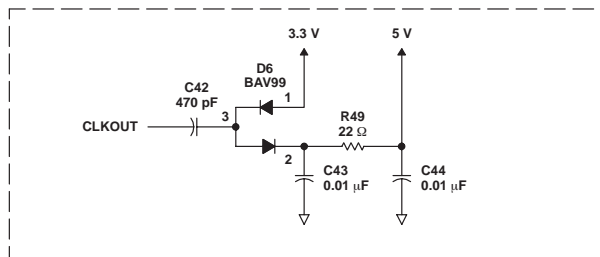 3.3 V
5 V
D6
BAV99
C42
470 pF
1
3
R49
22 Ω
CLKOUT
2
C43
0.01 μF
C44
0.01 μF